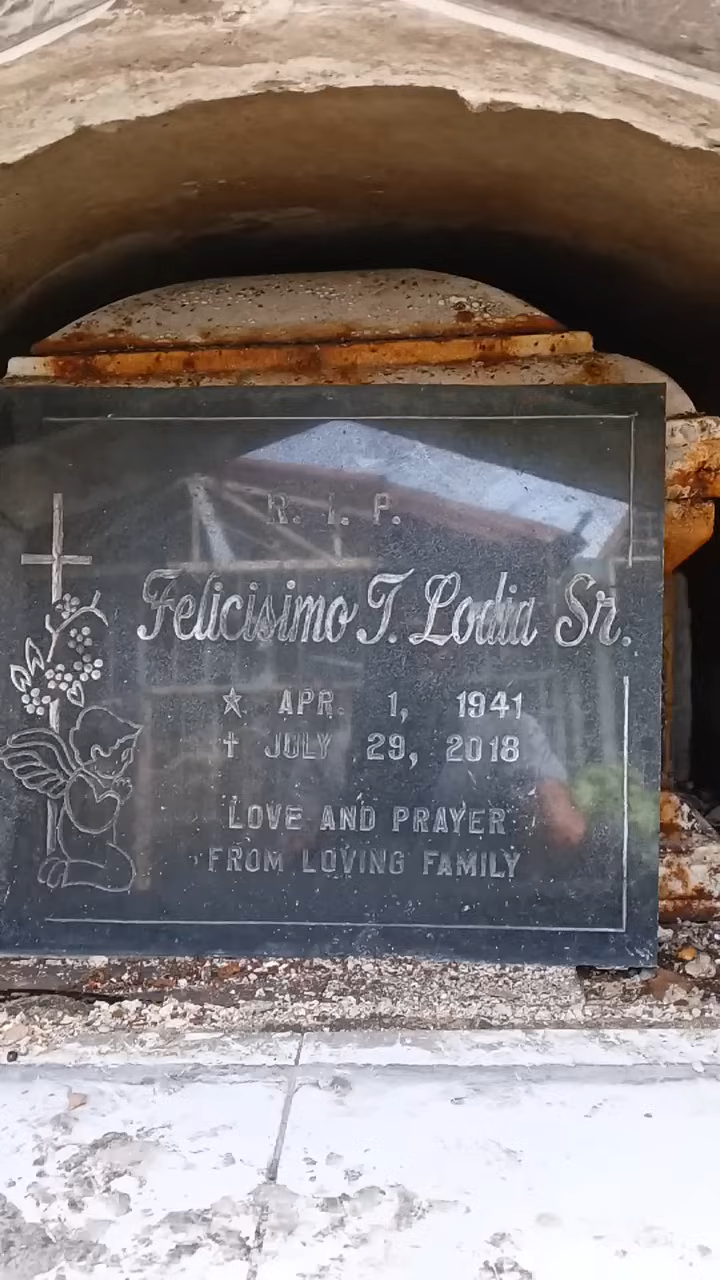 R. I. P.
Felicisimo T. Lodia Sr.
☆ APR. 1, 1941
✝ JULY 29, 2018
LOVE AND PRAYER
FROM LOVING FAMILY